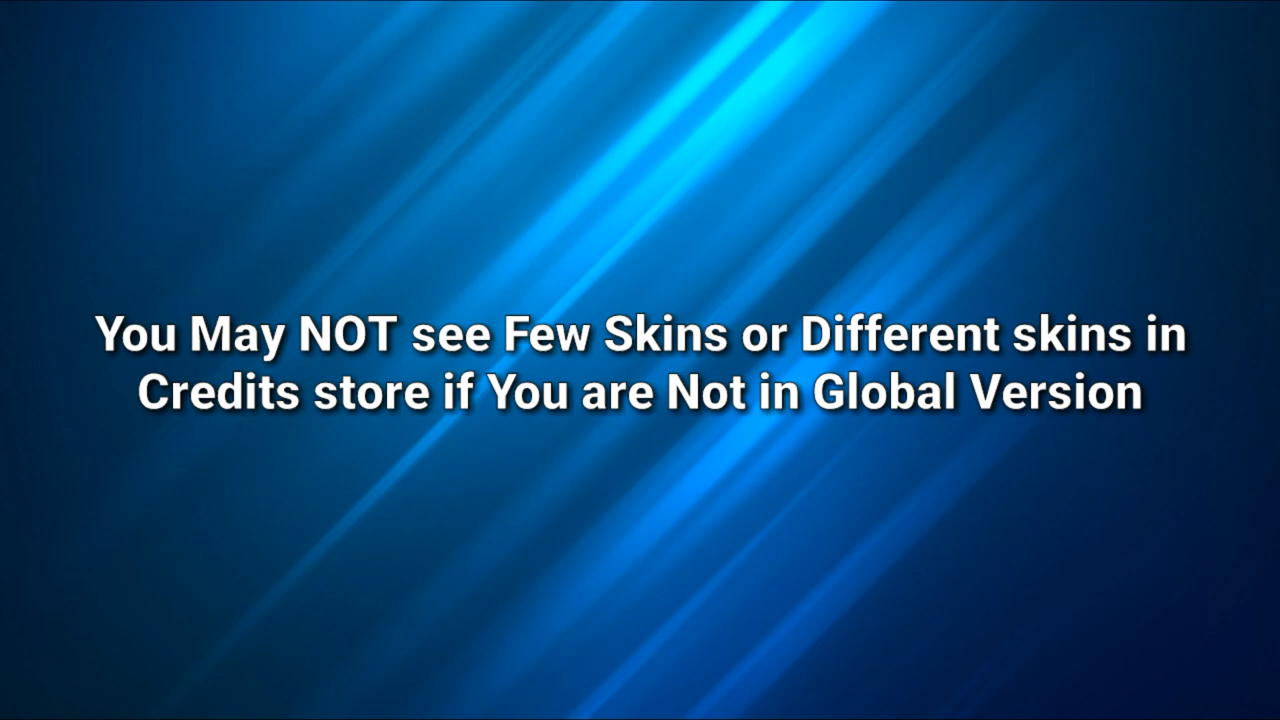 You May NOT see Few Skins or Different skins in
Credits store if You are Not in Global Version